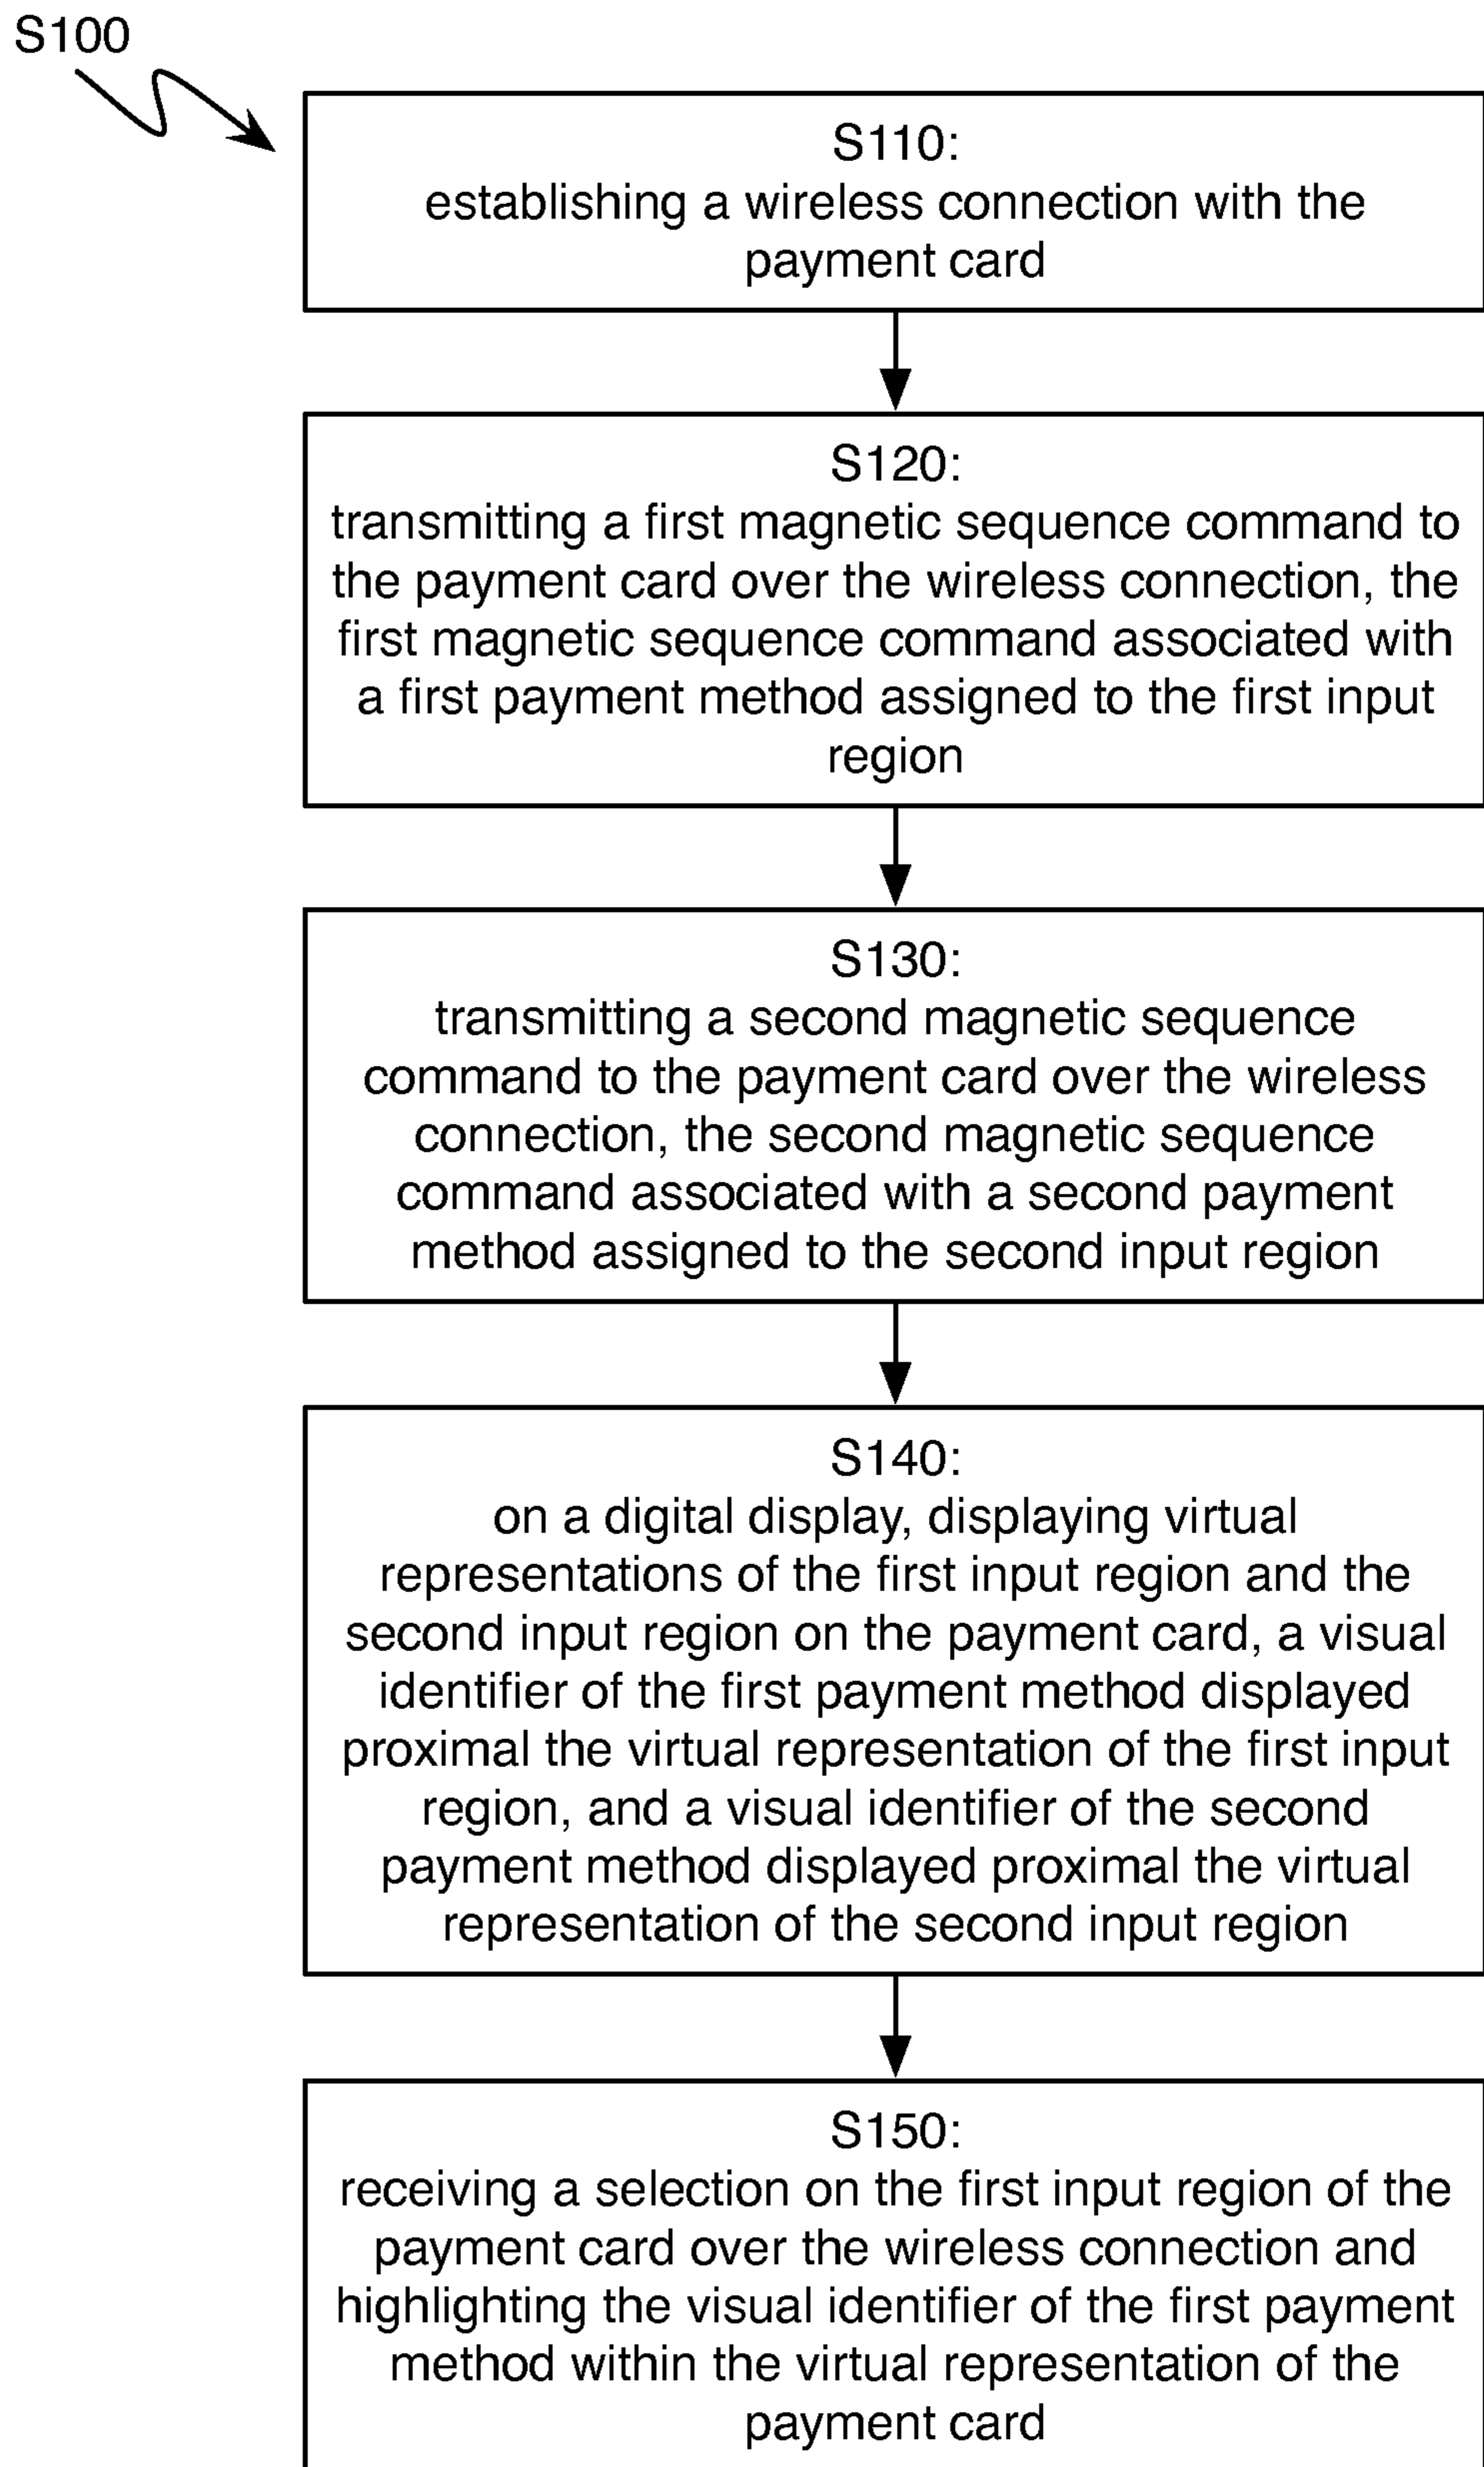 S100
S110:
establishing a wireless connection with the
payment card
S120:
transmitting a first magnetic sequence command to
the payment card over the wireless connection, the
first magnetic sequence command associated with
a first payment method assigned to the first input
region
S130:
transmitting a second magnetic sequence
command to the payment card over the wireless
connection, the second magnetic sequence
command associated with a second payment
method assigned to the second input region
S140:
on a digital display, displaying virtual
representations of the first input region and the
second input region on the payment card, a visual
identifier of the first payment method displayed
proximal the virtual representation of the first input
region, and a visual identifier of the second
payment method displayed proximal the virtual
representation of the second input region
S150:
receiving a selection on the first input region of the
payment card over the wireless connection and
highlighting the visual identifier of the first payment
method within the virtual representation of the
payment card